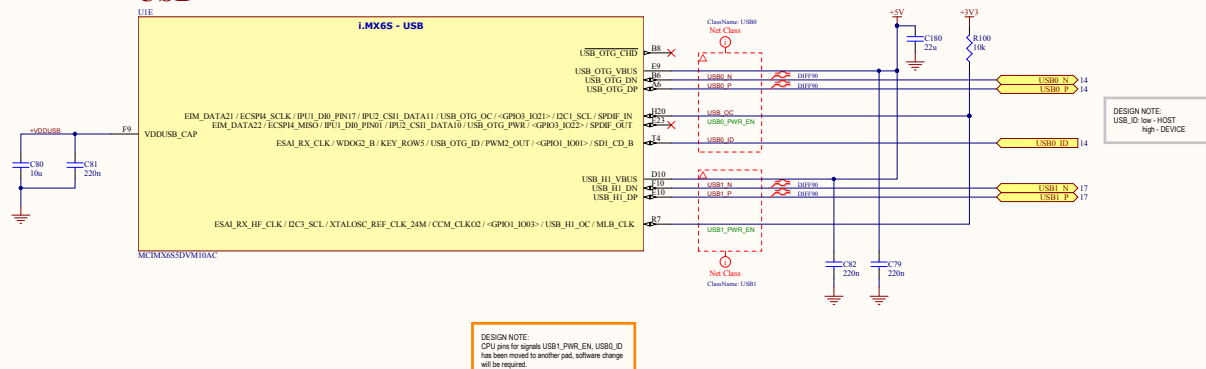 USB
U1E
i.MX6S - USB
USB_OTG_CHD
B8
USB_OTG_VBUS
E9
USB_OTG_DN
B6
USB_OTG_DP
A6
EIM_DATA21 / ECSPI4_SCLK / IPU1_DI0_PIN17 / IPU2_CSI1_DATA11 / USB_OTG_OC / <GPIO3_IO21> / I2C1_SCL / SPDIF_IN
H20
EIM_DATA22 / ECSPI4_MISO / IPU1_DI0_PIN01 / IPU2_CSI1_DATA10 / USB_OTG_PWR / <GPIO3_IO22> / SPDIF_OUT
E23
ESAI_RX_CLK / WDOG2_B / KEY_ROW5 / USB_OTG_ID / PWM2_OUT / <GPIO1_IO01> / SD1_CD_B
T4
USB_H1_VBUS
D10
USB_H1_DN
F10
USB_H1_DP
E10
ESAI_RX_HF_CLK / I2C3_SCL / XTALOSC_REF_CLK_24M / CCM_CLKO2 / <GPIO1_IO03> / USB_H1_OC / MLB_CLK
R7
+VDDUSB
F9
VDDUSB_CAP
C80
10u
C81
220n
MCIMX6S5DVM10AC
ClassName: USB0
Net Class
i
USB0_N
DIFF90
USB0_P
DIFF90
USB_OC
USB0_PWR_EN
USB0_ID
USB1_N
DIFF90
USB1_P
DIFF90
USB1_PWR_EN
i
Net Class
ClassName: USB1
+5V
C180
22u
+3V3
R100
10k
USB0_N 14
USB0_P 14
USB0_ID 14
USB1_N 17
USB1_P 17
C82
220n
C79
220n
DESIGN NOTE:
USB_ID: low - HOST
high - DEVICE
DESIGN NOTE:
CPU pins for signals USB1_PWR_EN, USB0_ID
has been moved to another pad, software change
will be required.